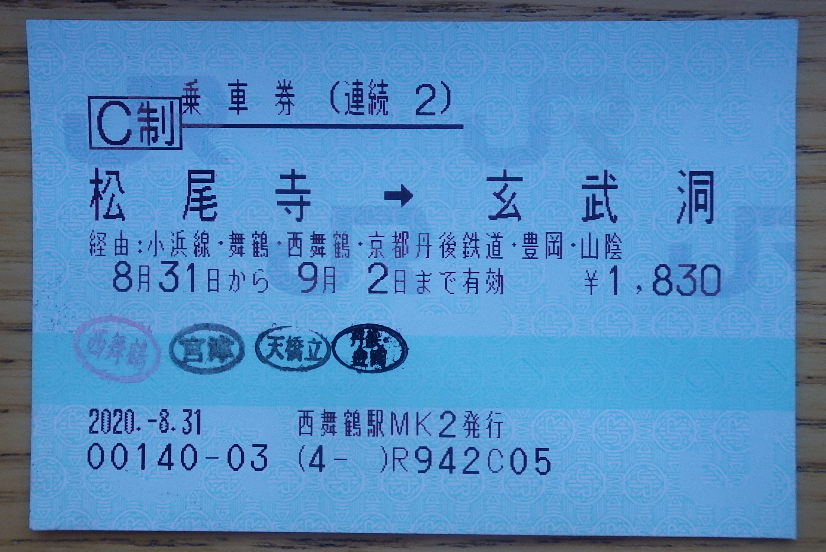 乗車券 (連続 2)
C制
松尾寺 → 玄武洞
経由:小浜線・舞鶴・西舞鶴・京都丹後鉄道・豊岡・山陰
8月31日から 9月 2日まで有効 ¥1,830
西舞鶴 宮津 天橋立
2020.-8.31 西舞鶴駅MK2発行
00140-03 (4- )R942C05